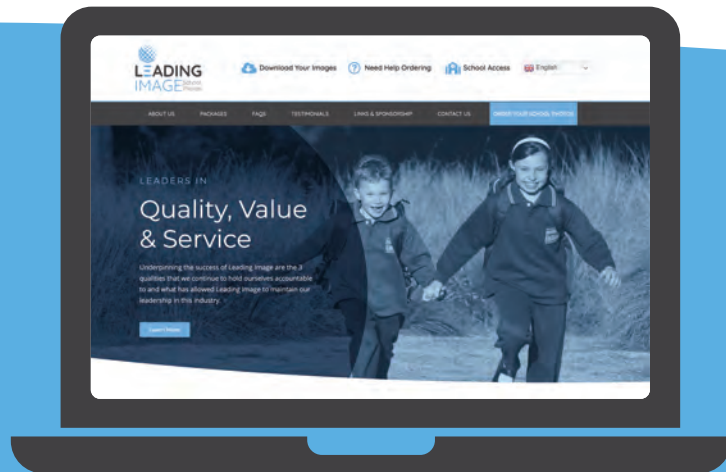 LEADING
IMAGE School Photos
Download Your Images
Need Help Ordering
School Access
English
ABOUT US
PACKAGES
FAQS
TESTIMONIALS
LINKS & SPONSORSHIP
CONTACT US
ORDER YOUR SCHOOL PHOTOS
LEADERS IN
Quality, Value
& Service
Underpinning the success of Leading Image are the 3
qualities that we continue to hold ourselves accountable
to and what has allowed Leading Image to maintain our
leadership in this industry.